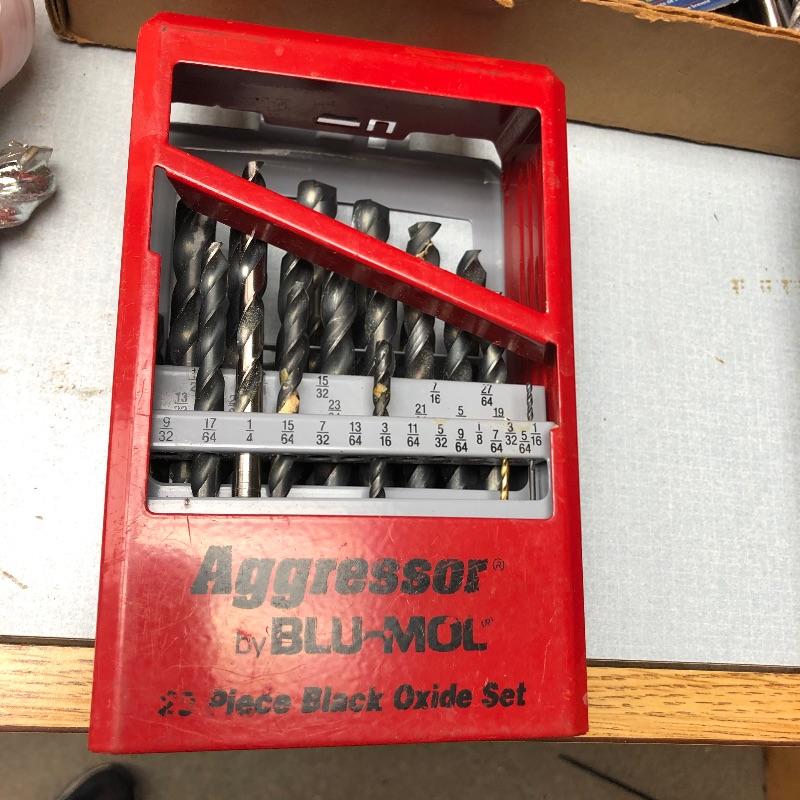 15/32 7/16 27/64
13/32 23 21 5 19
9/32 17/64 1/4 15/64 7/32 13/64 3/16 11/64 5/32 9/64 1/8 7/64 3/32 5/64 1/16
Aggressor®
by BLU-MOL®
Piece Black Oxide Set